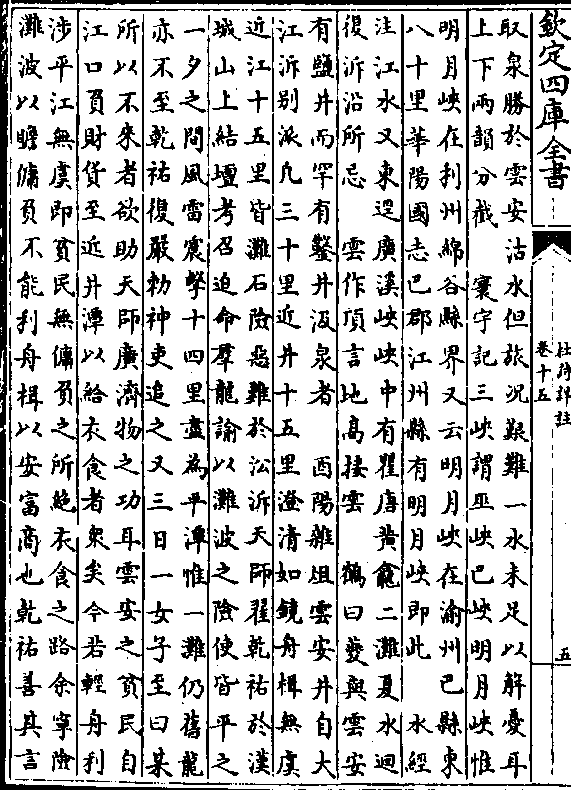 欽定四庫全書
杜詩詳註
卷十五
五
取泉勝於雲安沽水但旅況艱難一水未足以解憂耳
上下兩韻分截 寰宇記三峽謂巫峽巴峽明月峽惟
明月峽在利州綿谷縣界又云明月峽在渝州巴縣東
八十里華陽國志巴郡江州縣有明月峽即此 水經
注江水又東逕廣溪峽峽中有瞿唐黄龕二灘夏水迴
復泝沿所忌 雲作頂言地高接雲 鶴曰夔與雲安
有鹽井而罕有鑿井汲泉者 酉陽雜俎雲安井自大
江泝別派凡三十里近井十五里澄清如鏡舟楫無虞
近江十五里皆灘石險惡難於㳂泝天師翟乾祐於漢
城山上結壇考召追命羣龍諭以灘波之險使皆平之
一夕之間風雷震擊十四里盡為平潭惟一灘仍舊龍
亦不至乾祐復嚴勅神吏追之又三日一女子至曰某
所以不來者欲助天師廣濟物之功耳雲安之貧民自
江口負財貨至近井潭以給衣食者衆矣今若輕舟利
涉平江無虞即貧民無傭負之所絶衣食之路余寧險
灘波以贍傭負不能利舟楫以安富商也乾祐善其言